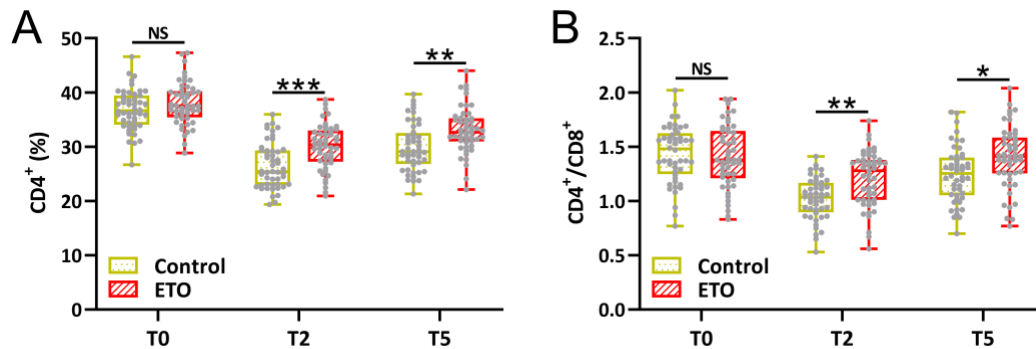 A
CD4⁺ (%)
50
40
30
20
10
0
NS
***
**
Control
ETO
T0
T2
T5
B
CD4⁺/CD8⁺
2.5
2.0
1.5
1.0
0.5
0.0
NS
**
*
Control
ETO
T0
T2
T5